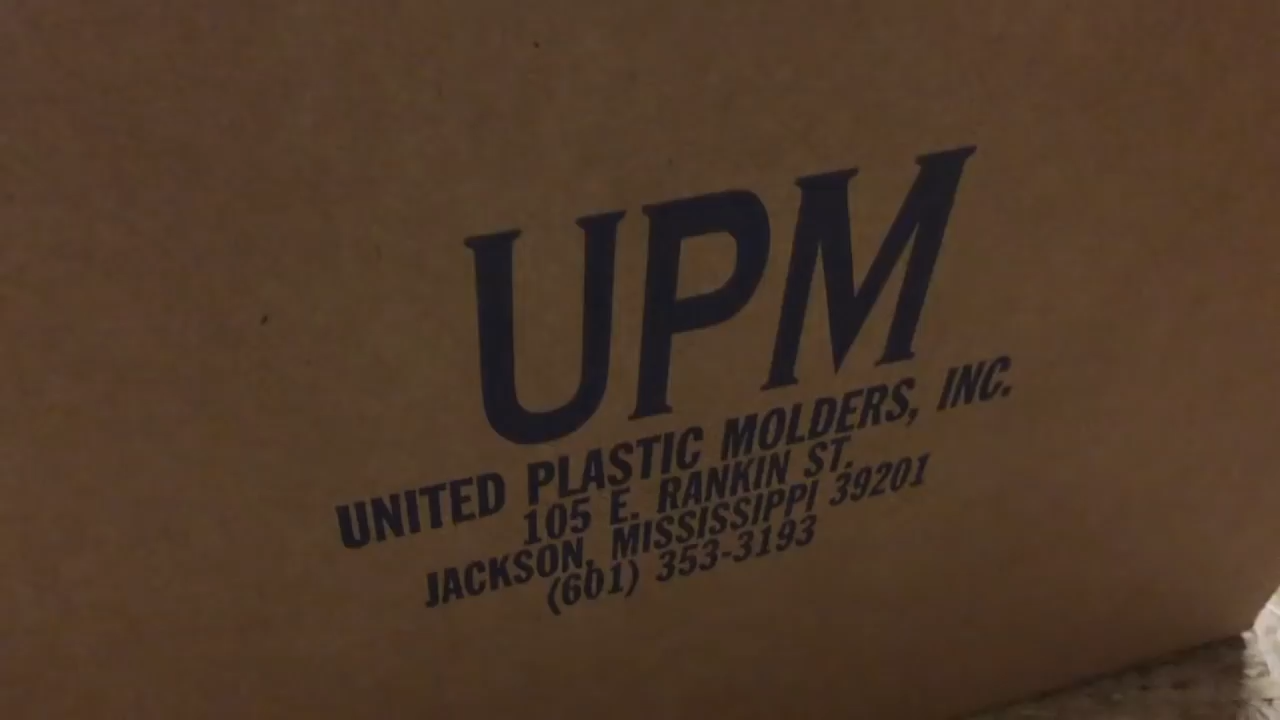 UPM
UNITED PLASTIC MOLDERS, INC.
105 E. RANKIN ST.
JACKSON, MISSISSIPPI 39201
(601) 353-3193